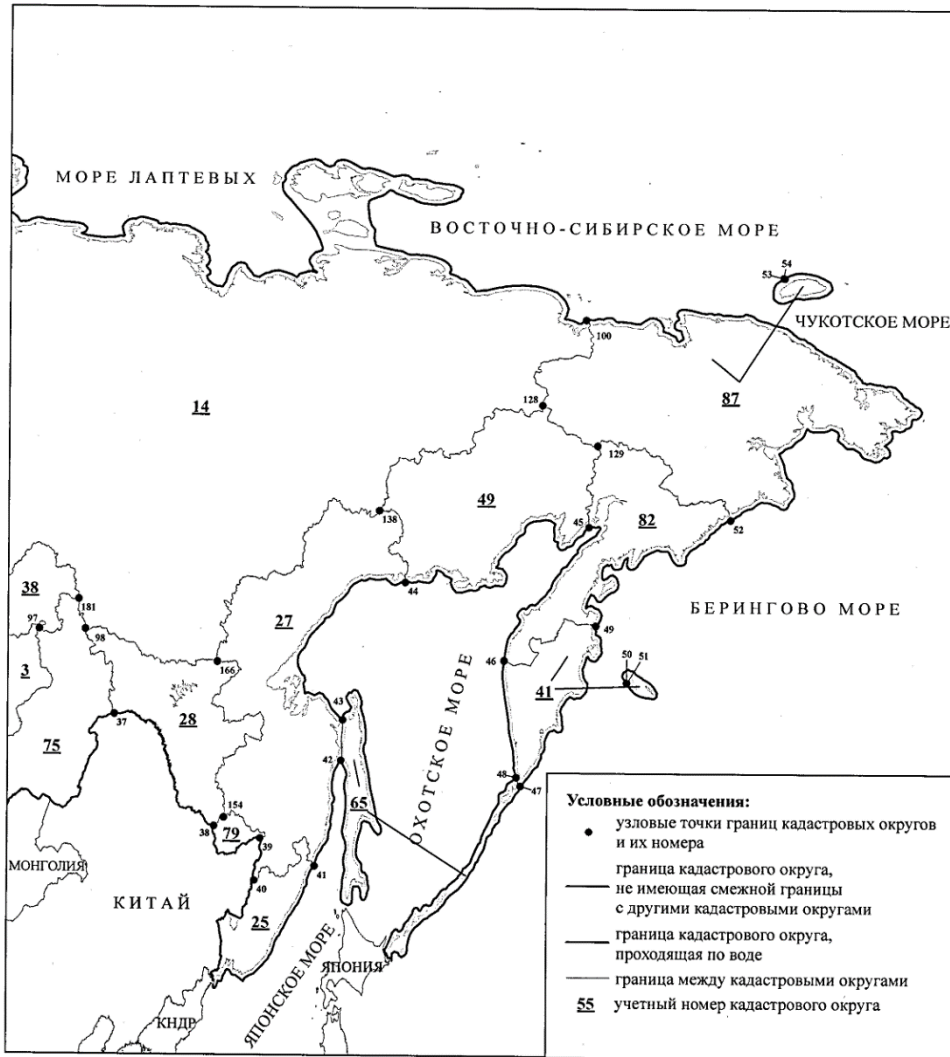 МОРЕ ЛАПТЕВЫХ
ВОСТОЧНО-СИБИРСКОЕ МОРЕ
54
53
ЧУКОТСКОЕ МОРЕ
100
14
87
128
129
49
138
45
82
52
44
38
181
97
98
27
БЕРИНГОВО МОРЕ
49
166
46
50
51
3
41
28
37
43
ОХОТСКОЕ МОРЕ
75
42
48
47
65
154
38
79
39
МОНГОЛИЯ
41
40
КИТАЙ
25
ЯПОНСКОЕ МОРЕ
ЯПОНИЯ
КНДР
Условные обозначения:
узловые точки границ кадастровых округов
и их номера
граница кадастрового округа,
не имеющая смежной границы
с другими кадастровыми округами
граница кадастрового округа,
проходящая по воде
граница между кадастровыми округами
55 учетный номер кадастрового округа